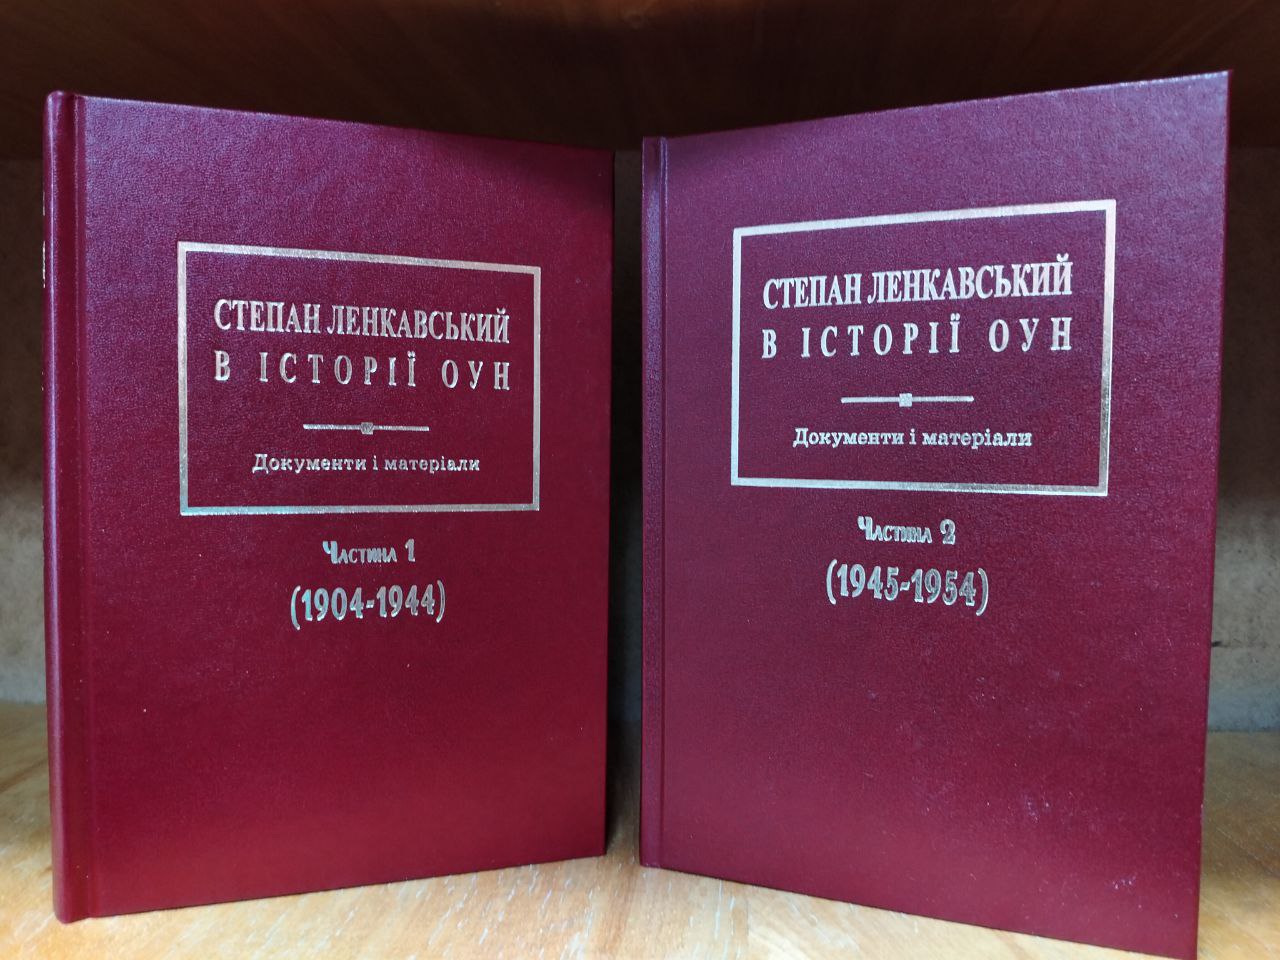 СТЕПАН ЛЕНКАВСЬКИЙ
В ІСТОРІЇ ОУН
Документи і матеріали
Частина 1
(1904-1944)
СТЕПАН ЛЕНКАВСЬКИЙ
В ІСТОРІЇ ОУН
Документи і матеріали
Частина 2
(1945-1954)